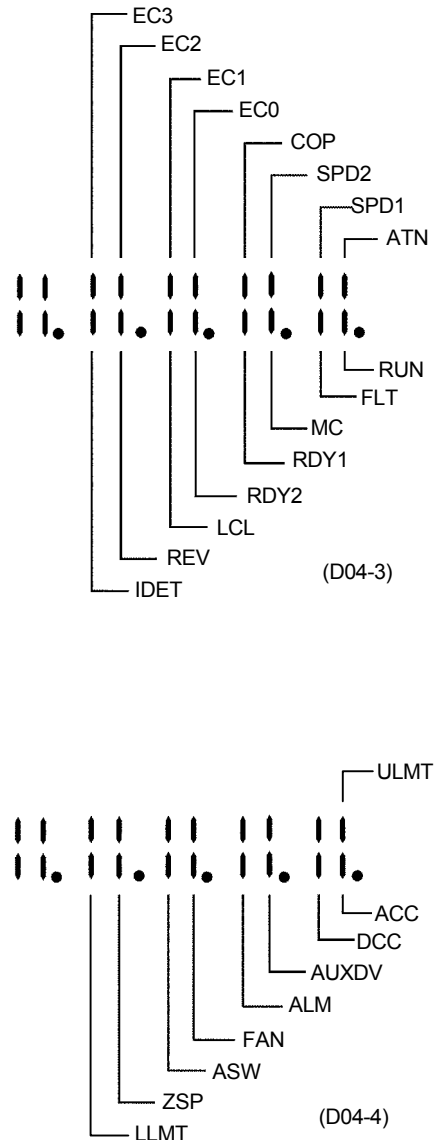 EC3
EC2
EC1
EC0
COP
SPD2
SPD1
ATN
RUN
FLT
MC
RDY1
RDY2
LCL
REV
(D04-3)
IDET
ULMT
ACC
DCC
AUXDV
ALM
FAN
ASW
ZSP
(D04-4)
LLMT